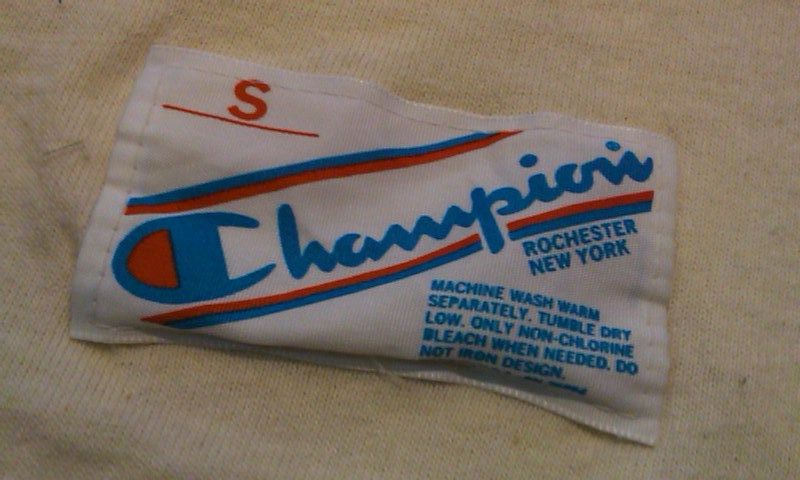 S
Champion
ROCHESTER
NEW YORK
MACHINE WASH WARM
SEPARATELY. TUMBLE DRY
LOW. ONLY NON-CHLORINE
BLEACH WHEN NEEDED. DO
NOT IRON DESIGN.